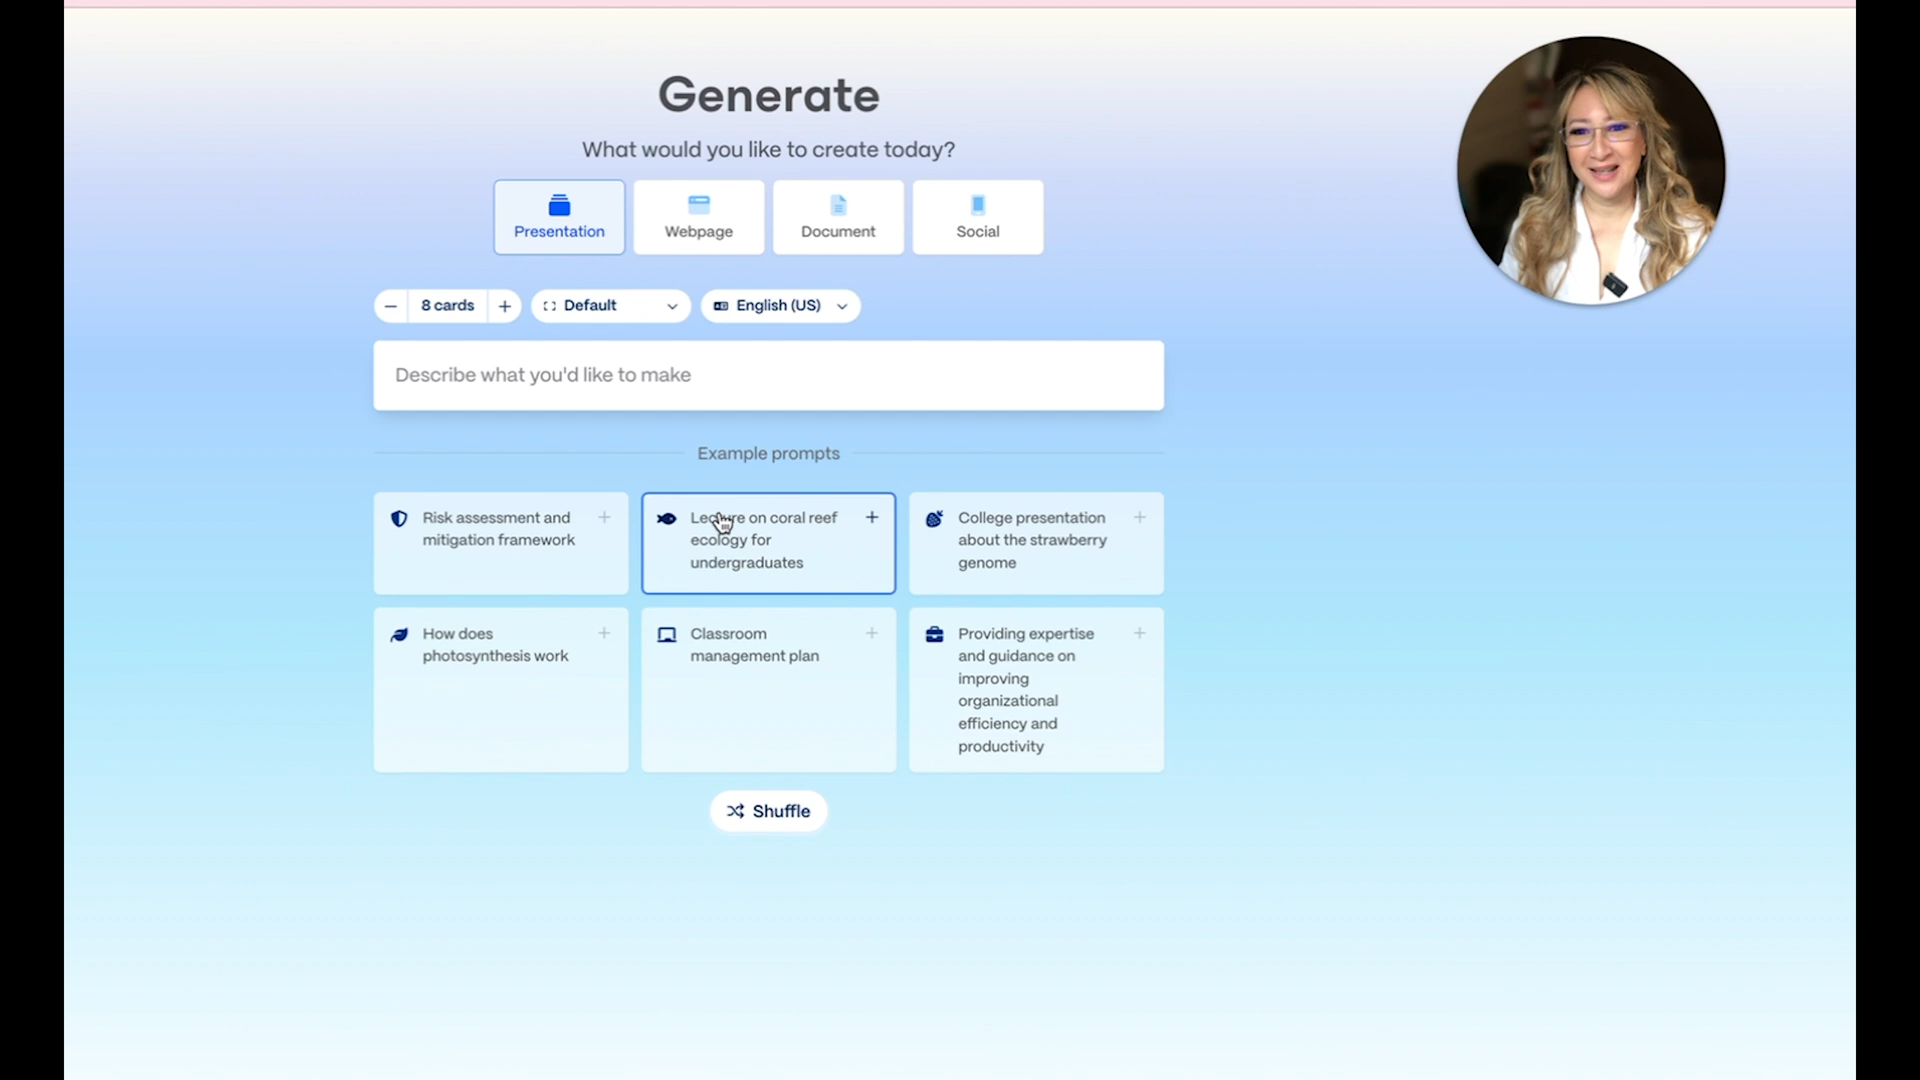 Generate
What would you like to create today?
Presentation
Webpage
Document
Social
8 cards
Default
English (US)
Describe what you'd like to make
Example prompts
Risk assessment and
mitigation framework
Lecture on coral reef
ecology for
undergraduates
College presentation
about the strawberry
genome
How does
photosynthesis work
Classroom
management plan
Providing expertise
and guidance on
improving
organizational
efficiency and
productivity
Shuffle